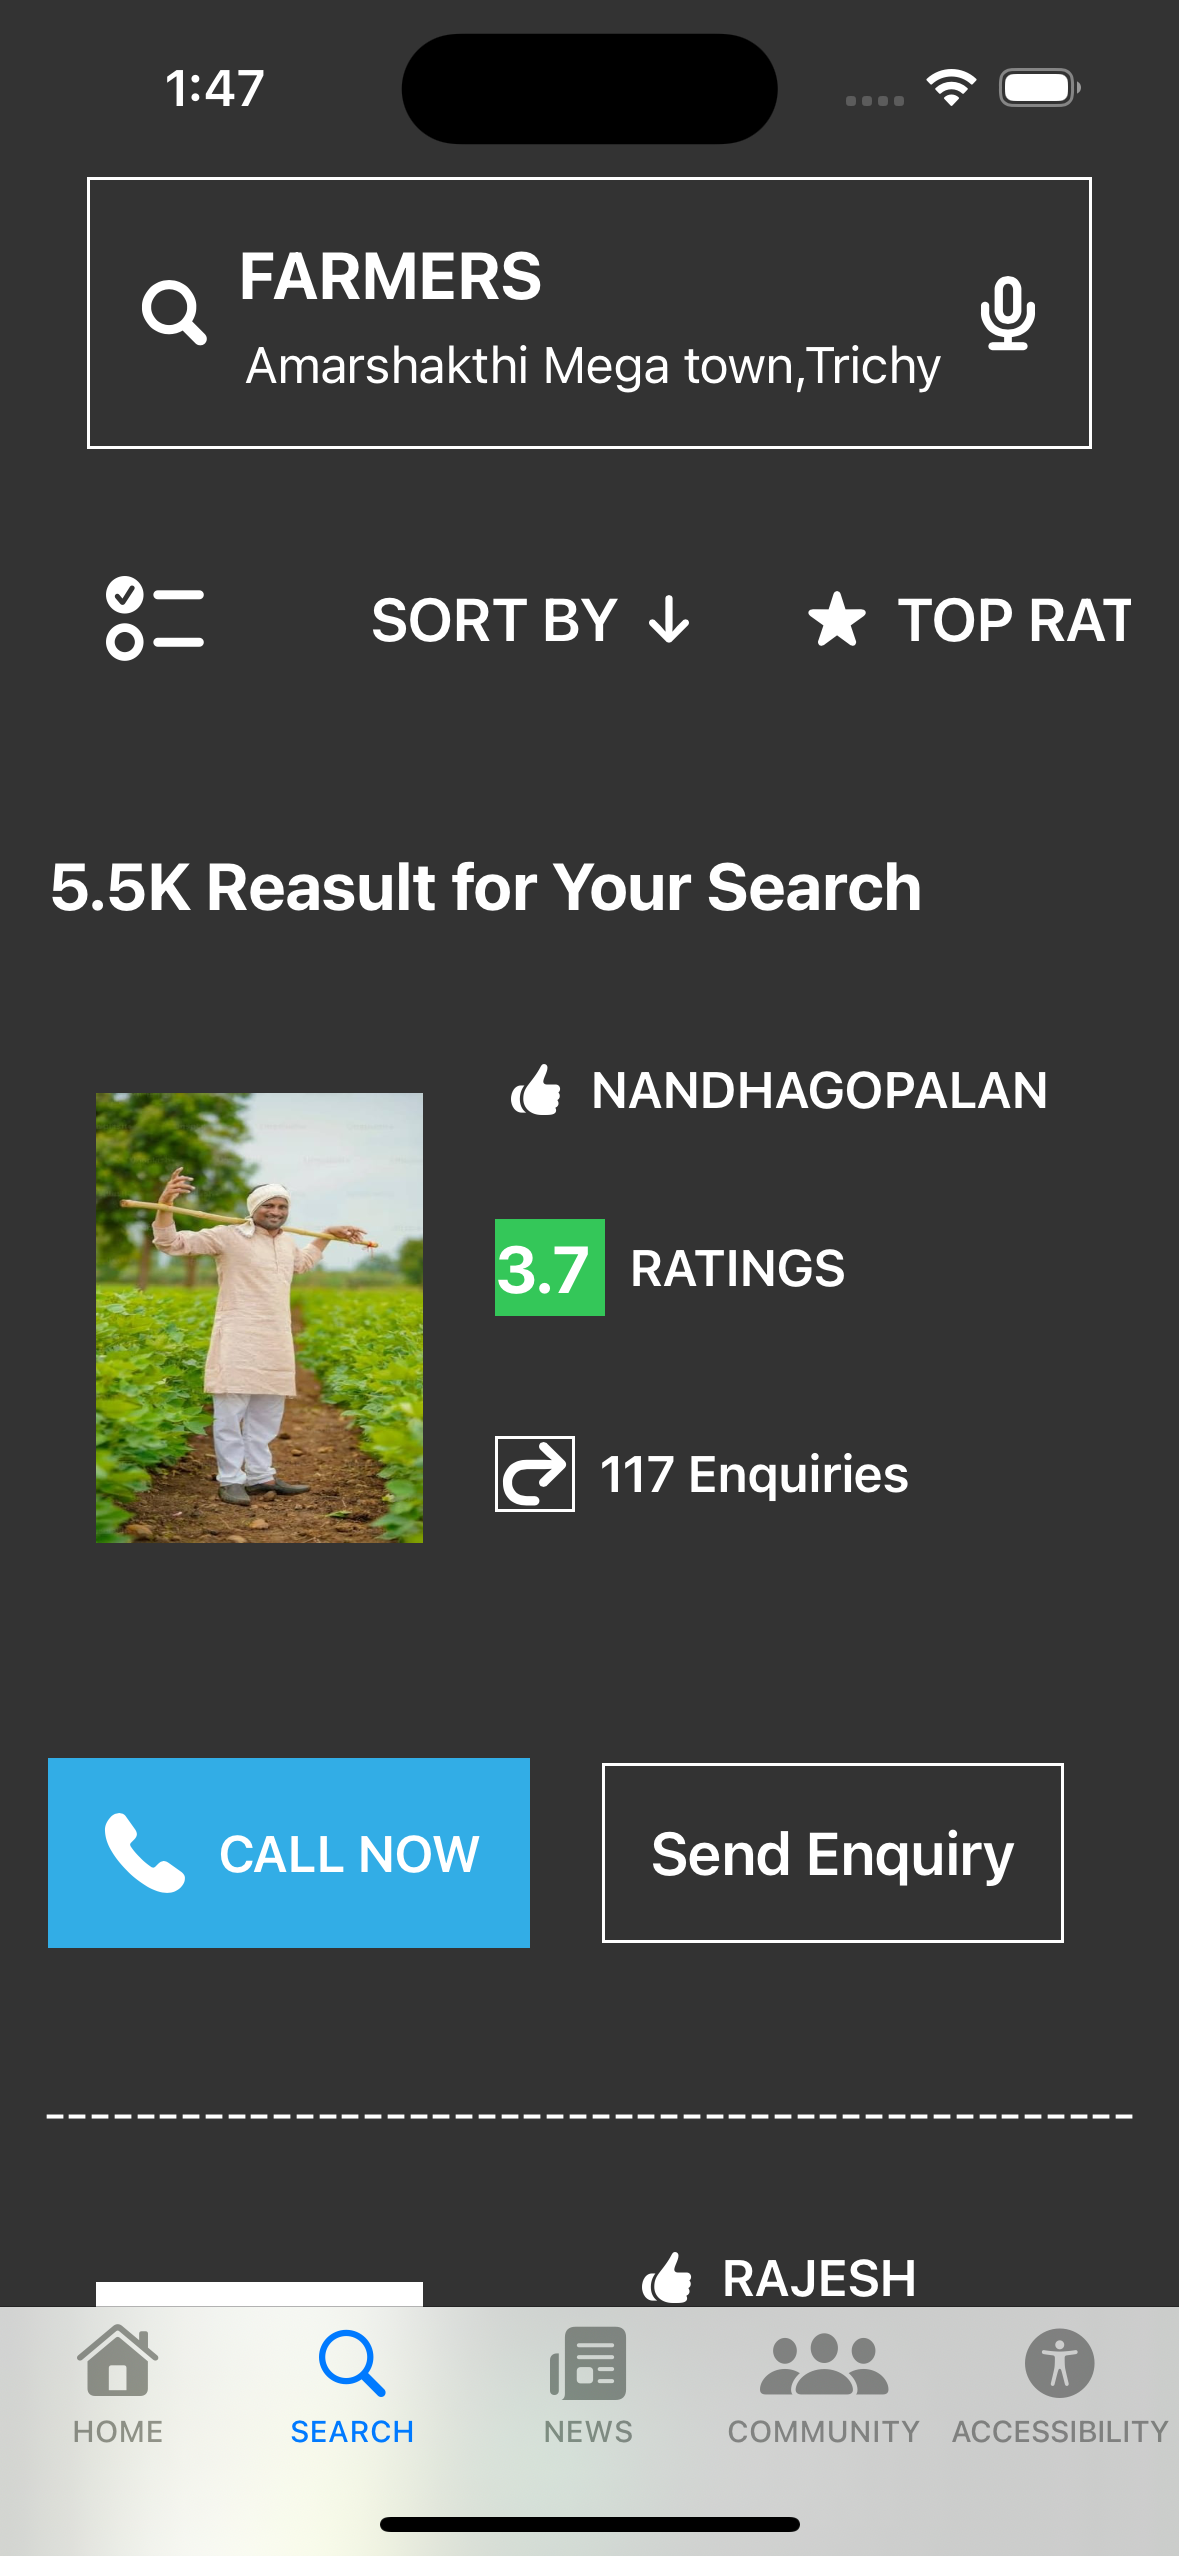 1:47
FARMERS
Amarshakthi Mega town,Trichy
SORT BY
TOP RAT
5.5K Reasult for Your Search
NANDHAGOPALAN
3.7 RATINGS
117 Enquiries
CALL NOW
Send Enquiry
RAJESH
HOME
SEARCH
NEWS
COMMUNITY
ACCESSIBILITY